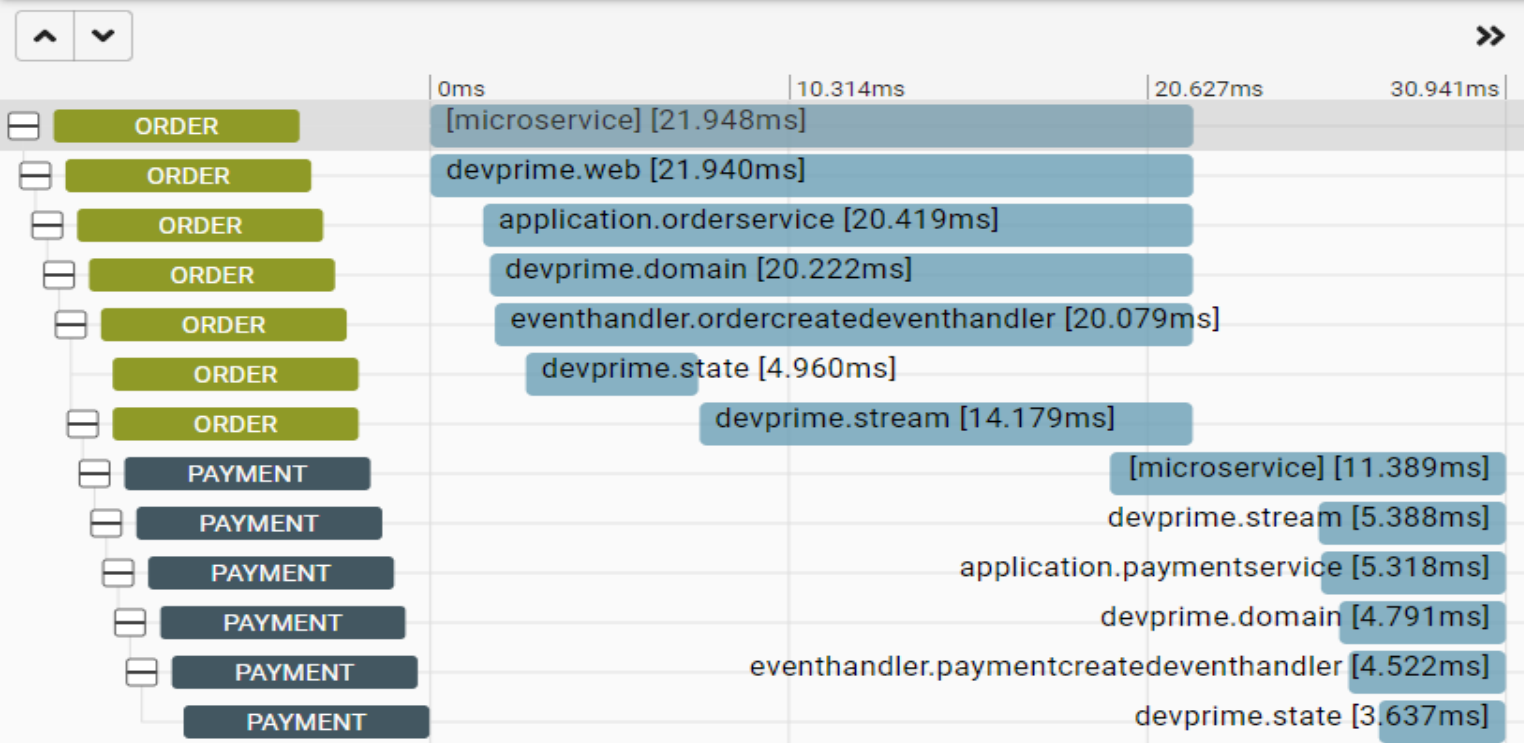 0ms 10.314ms 20.627ms 30.941ms
ORDER [microservice] [21.948ms]
ORDER devprime.web [21.940ms]
ORDER application.orderservice [20.419ms]
ORDER devprime.domain [20.222ms]
ORDER eventhandler.ordercreatedeventhandler [20.079ms]
ORDER devprime.state [4.960ms]
ORDER devprime.stream [14.179ms]
PAYMENT [microservice] [11.389ms]
PAYMENT devprime.stream [5.388ms]
PAYMENT application.paymentservice [5.318ms]
PAYMENT devprime.domain [4.791ms]
PAYMENT eventhandler.paymentcreatedeventhandler [4.522ms]
PAYMENT devprime.state [3.637ms]